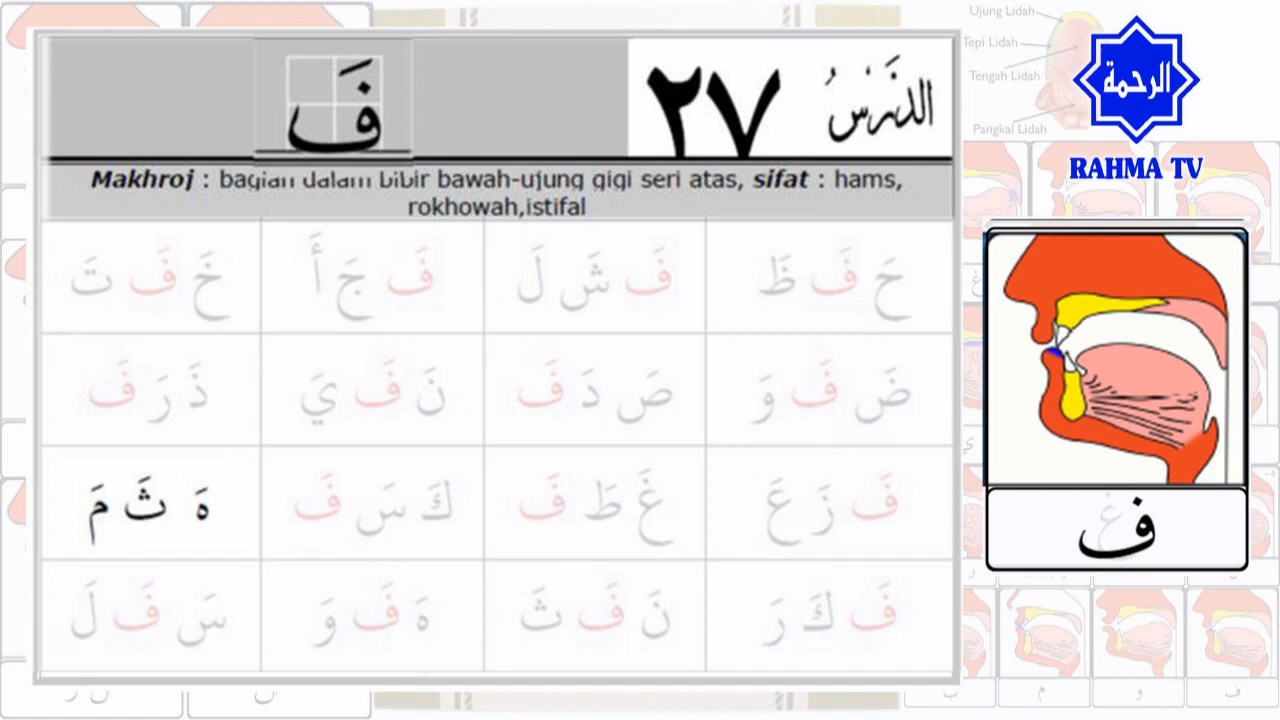 الدَّرْسُ ٢٧
فَ
Makhroj : bagian dalam bibir bawah-ujung gigi seri atas, sifat : hams,
rokhowah,istifal
حَ فَ ظَ
فَ شَ لَ
فَ جَ أَ
خَ فَ تَ
ضَ فَ وَ
صَ دَ فَ
نَ فَ يَ
ذَ رَ فَ
فَ زَ عَ
غَ طَ فَ
كَ سَ فَ
هَ ثَ مَ
فَ كَ رَ
نَ فَ ثَ
هَ فَ وَ
سَ فَ لَ
Ujung Lidah
Tepi Lidah
Tengah Lidah
Pangkal Lidah
الرحمة
RAHMA TV
ف
ب
م
و
ف